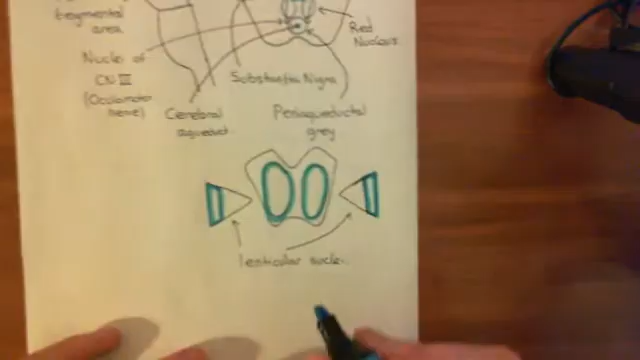 tegmental
area
Nuclei of
CN III
(Oculomotor
nerve)
Red
Nucleus
Substantia Nigra
Cerebral
aqueduct
Periaqueductal
grey
lenticular nuclei